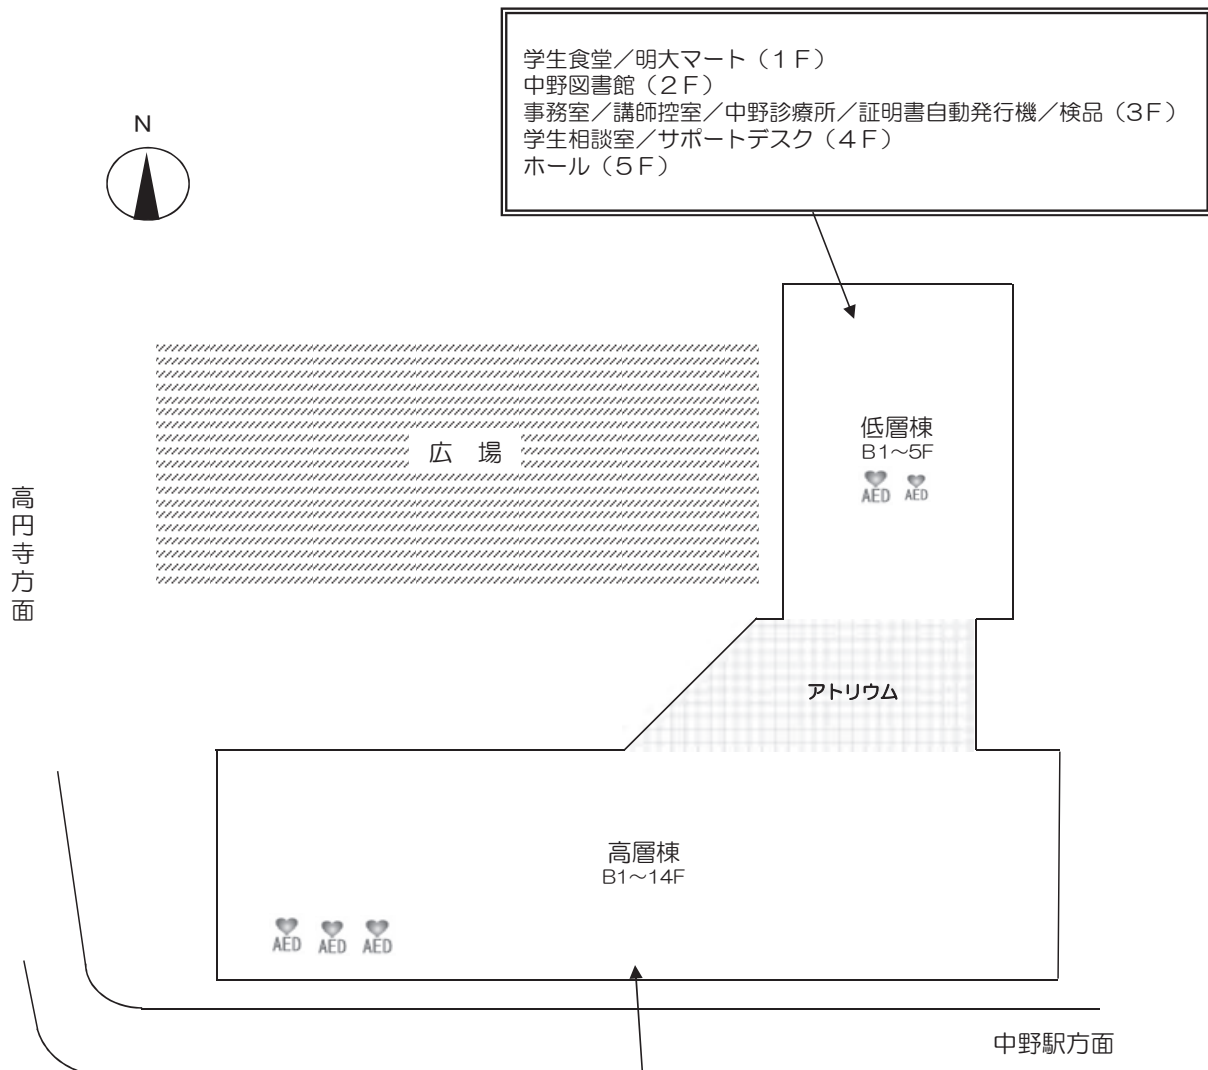 学生食堂／明大マート（１Ｆ）
中野図書館（２Ｆ）
事務室／講師控室／中野診療所／証明書自動発行機／検品（３Ｆ）
学生相談室／サポートデスク（４Ｆ）
ホール（５Ｆ）
N
低層棟
B1～5F
AED AED
広　場
高円寺方面
アトリウム
高層棟
B1～14F
AED AED AED
中野駅方面